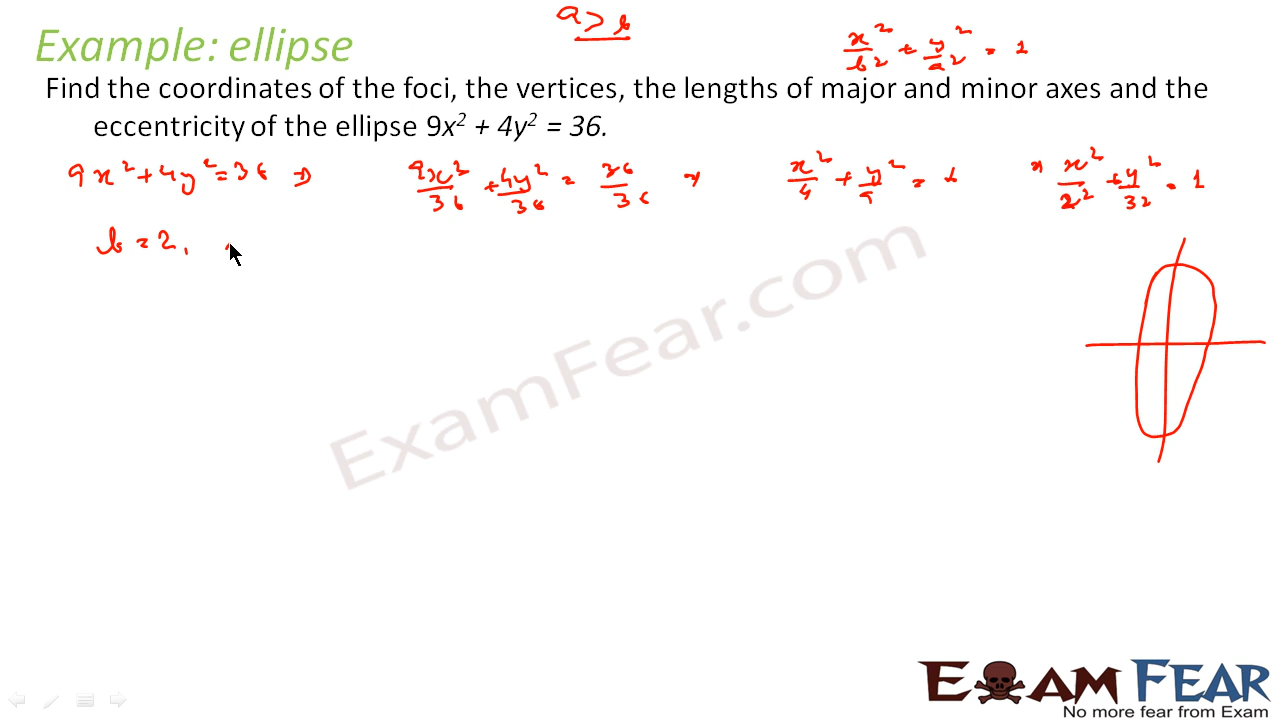 a > b
Example: ellipse
x²/b² + y²/a² = 1
Find the coordinates of the foci, the vertices, the lengths of major and minor axes and the
eccentricity of the ellipse 9x² + 4y² = 36.
9x² + 4y² = 36 ⇒ 9x²/36 + 4y²/36 = 36/36 ⇒ x²/4 + y²/9 = 1 ⇒ x²/2² + y²/3² = 1
b = 2,
ExamFear.com
EXAM FEAR
No more fear from Exam